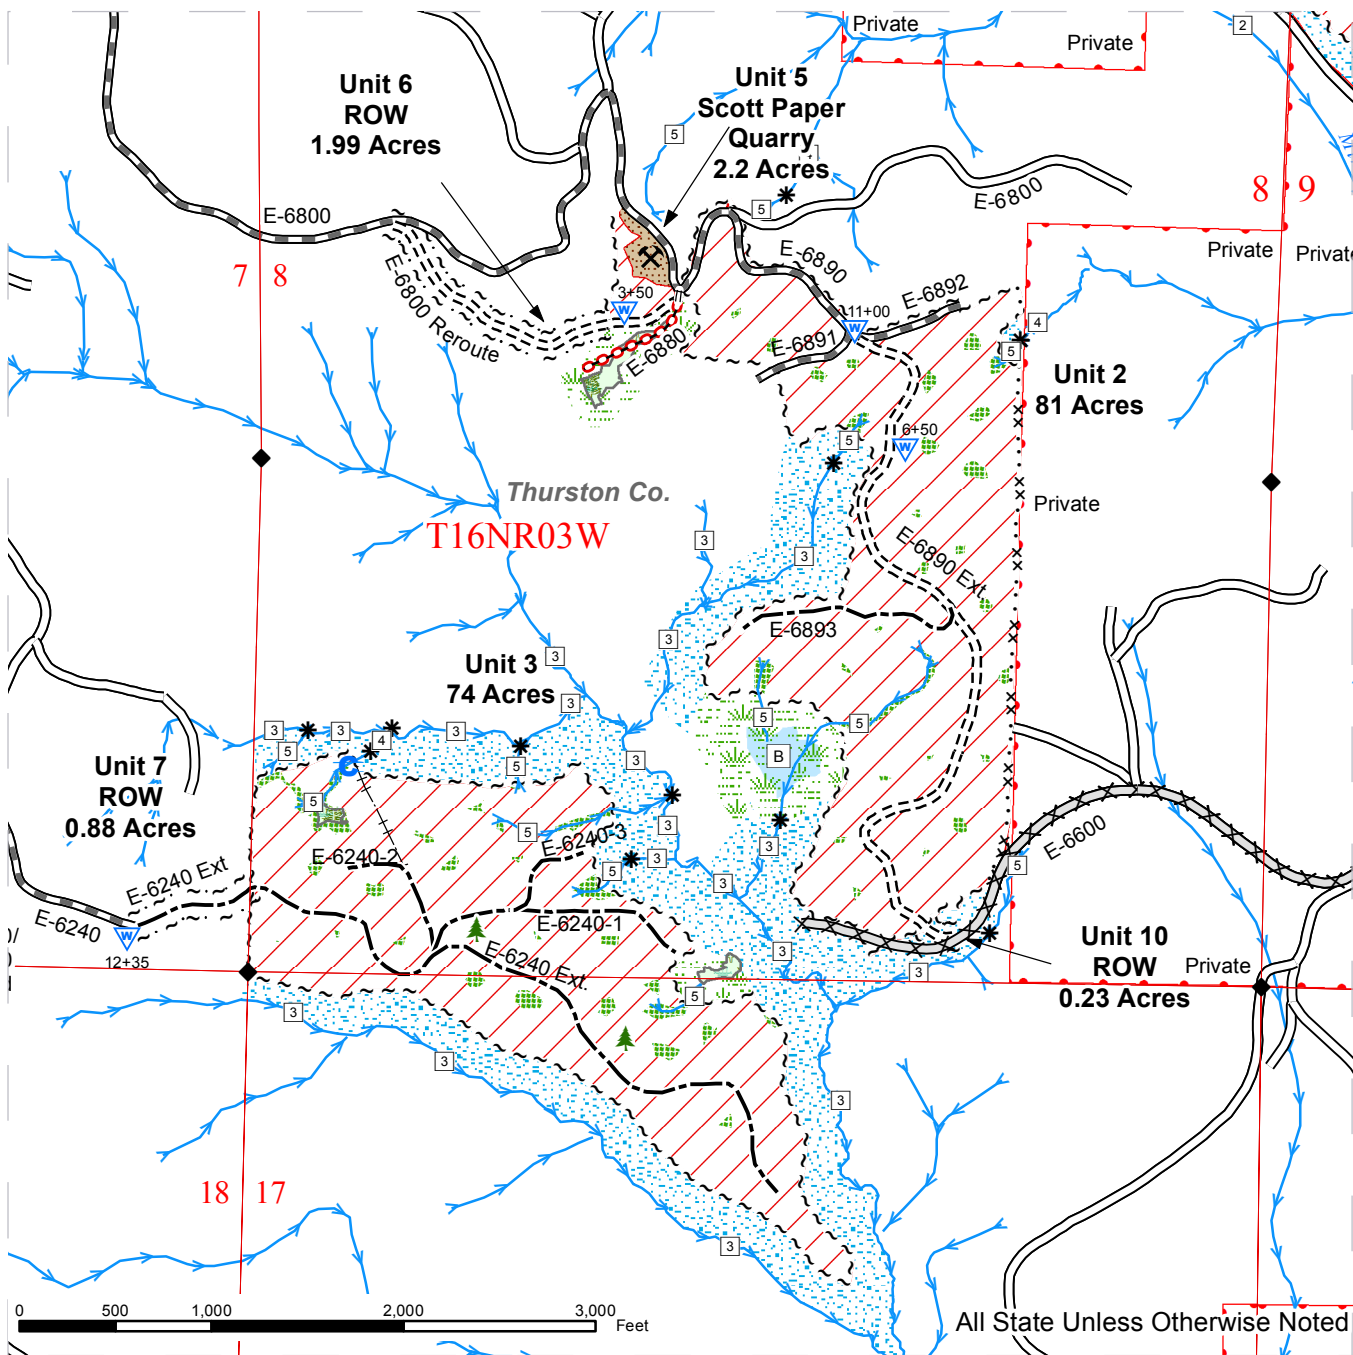 Private
Private
2
Unit 6
ROW
1.99 Acres
Unit 5
Scott Paper
Quarry
2.2 Acres
5
5
E-6800
E-6800
8 9
Private
7 8
E-6800 Reroute
3+50
E-6880
E-6890
E-6892
11+00
E-6891
4
5
Unit 2
81 Acres
5
6+50
Thurston Co.
T16NR03W
Private
3
3
E-6890 Ext.
E-6893
3
3
Unit 3
74 Acres
3
3
3
3
4
5
5
5
3
5
5
B
Unit 7
ROW
0.88 Acres
5
5
3
E-6240-3
3
3
5
E-6240-2
3
E-6600
5
E-6240 Ext
E-6240
12+35
E-6240-1
E-6240 Ext.
3
3
5
Unit 10
ROW
0.23 Acres
Private
3
3
3
18 17
3
0 500 1,000 2,000 3,000
Feet
All State Unless Otherwise Noted